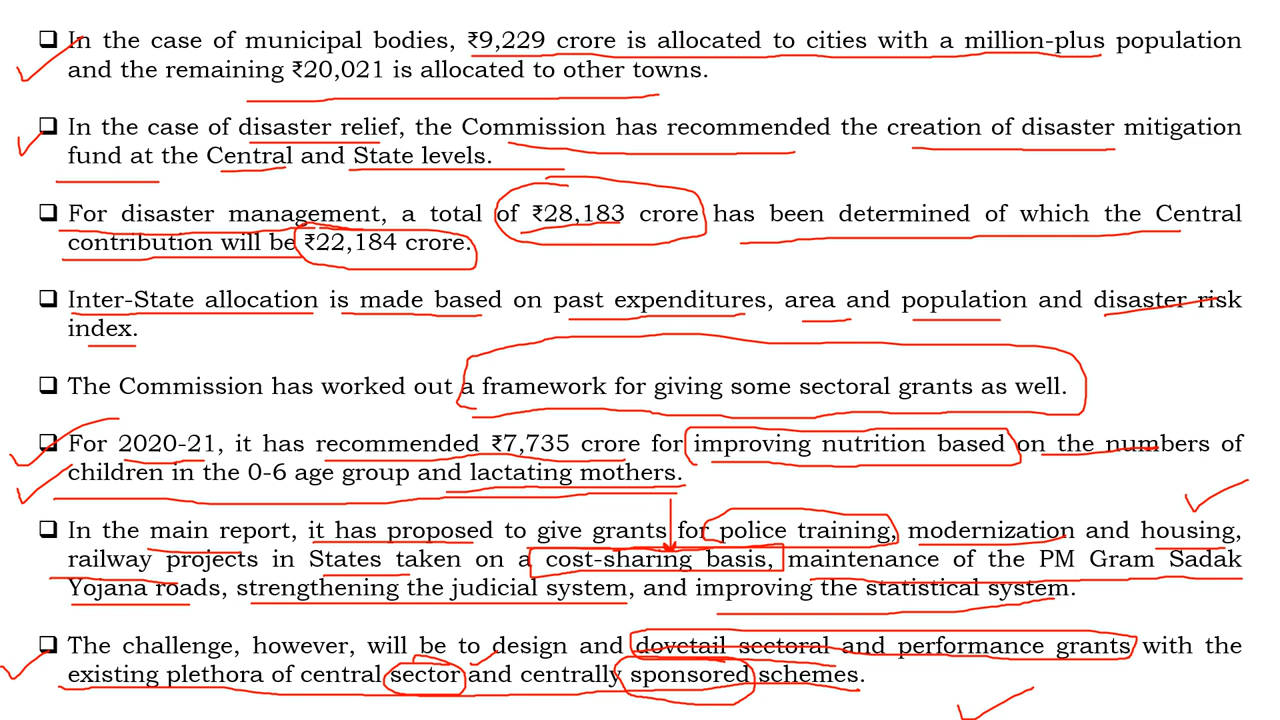 ❑ In the case of municipal bodies, ₹9,229 crore is allocated to cities with a million-plus population
and the remaining ₹20,021 is allocated to other towns.
❑ In the case of disaster relief, the Commission has recommended the creation of disaster mitigation
fund at the Central and State levels.
❑ For disaster management, a total of ₹28,183 crore has been determined of which the Central
contribution will be ₹22,184 crore.
❑ Inter-State allocation is made based on past expenditures, area and population and disaster risk
index.
❑ The Commission has worked out a framework for giving some sectoral grants as well.
❑ For 2020-21, it has recommended ₹7,735 crore for improving nutrition based on the numbers of
children in the 0-6 age group and lactating mothers.
❑ In the main report, it has proposed to give grants for police training, modernization and housing,
railway projects in States taken on a cost-sharing basis, maintenance of the PM Gram Sadak
Yojana roads, strengthening the judicial system, and improving the statistical system.
❑ The challenge, however, will be to design and dovetail sectoral and performance grants with the
existing plethora of central sector and centrally sponsored schemes.